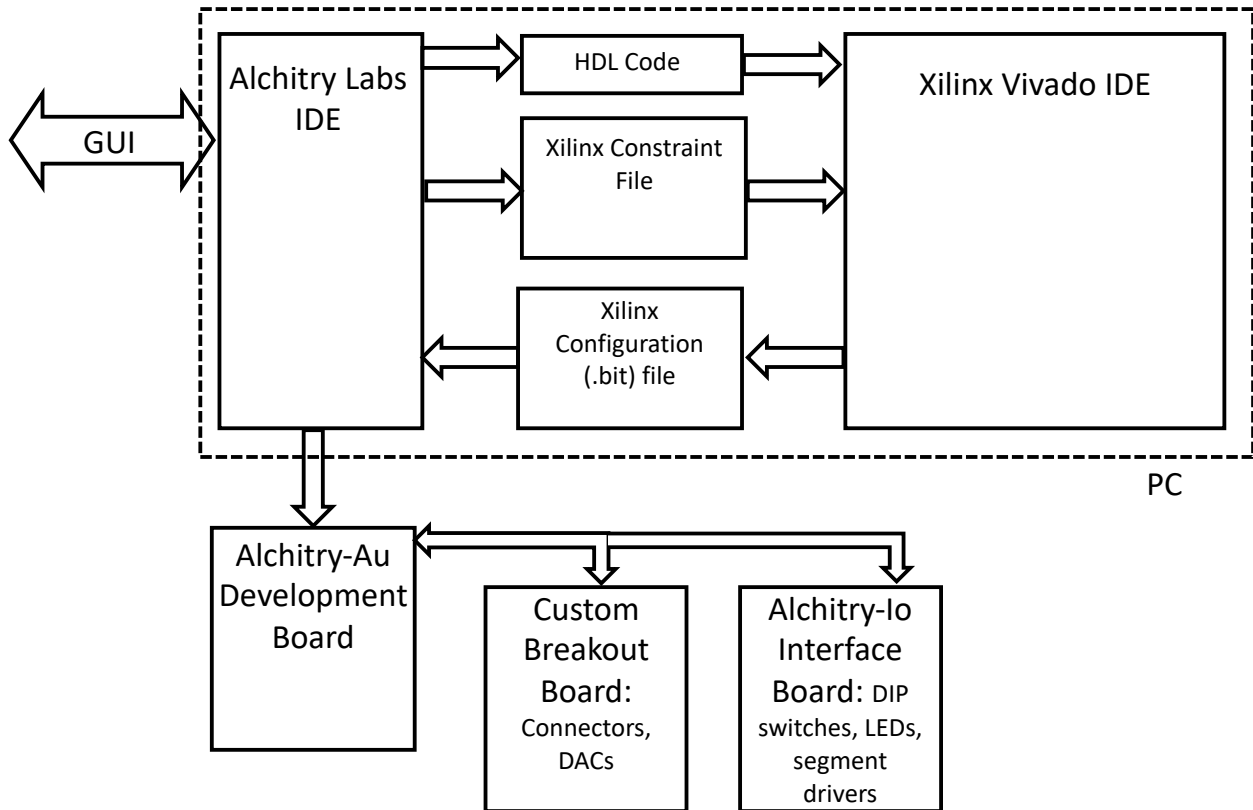 GUI
Alchitry Labs
IDE
HDL Code
Xilinx Constraint
File
Xilinx
Configuration
(.bit) file
Xilinx Vivado IDE
PC
Alchitry-Au
Development
Board
Custom
Breakout
Board:
Connectors,
DACs
Alchitry-Io
Interface
Board: DIP
switches, LEDs,
segment
drivers